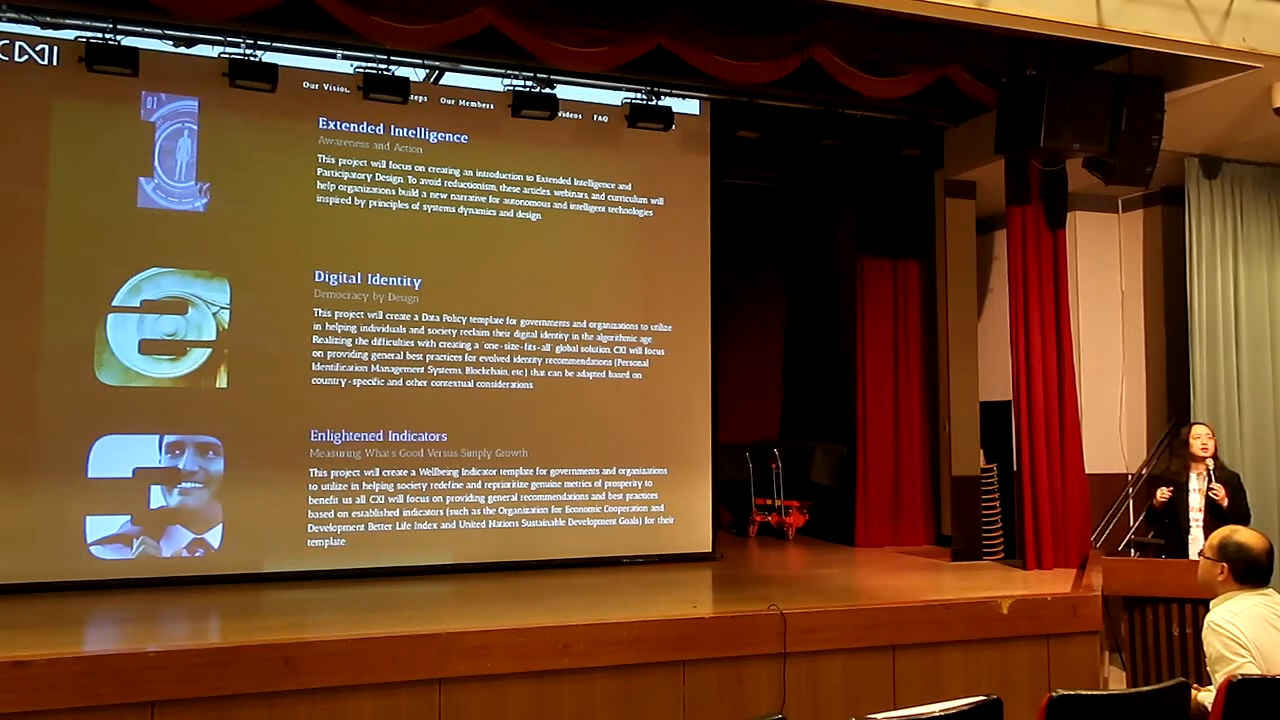 CXI
Our Vision
Our Members
Videos FAQ
01
Extended Intelligence
Awareness and Action
This project will focus on creating an introduction to Extended Intelligence and
Participatory Design. To avoid reductionism, these articles, webinars, and curriculum will
help organizations build a new narrative for autonomous and intelligent technologies
inspired by principles of systems dynamics and design.
Digital Identity
Democracy by Design
This project will create a Data Policy template for governments and organizations to utilize
in helping individuals and society reclaim their digital identity in the algorithmic age.
Realizing the difficulties with creating a 'one-size-fits-all' global solution, CXI will focus
on providing general best practices for evolved identity recommendations (Personal
Identification Management Systems, Blockchain, etc) that can be adapted based on
country-specific and other contextual considerations.
Enlightened Indicators
Measuring What's Good Versus Simply Growth
This project will create a Wellbeing Indicator template for governments and organizations
to utilize in helping society redefine and reprioritize genuine metrics of prosperity to
benefit us all. CXI will focus on providing general recommendations and best practices
based on established indicators (such as the Organization for Economic Cooperation and
Development Better Life Index and United Nations Sustainable Development Goals) for their
template.